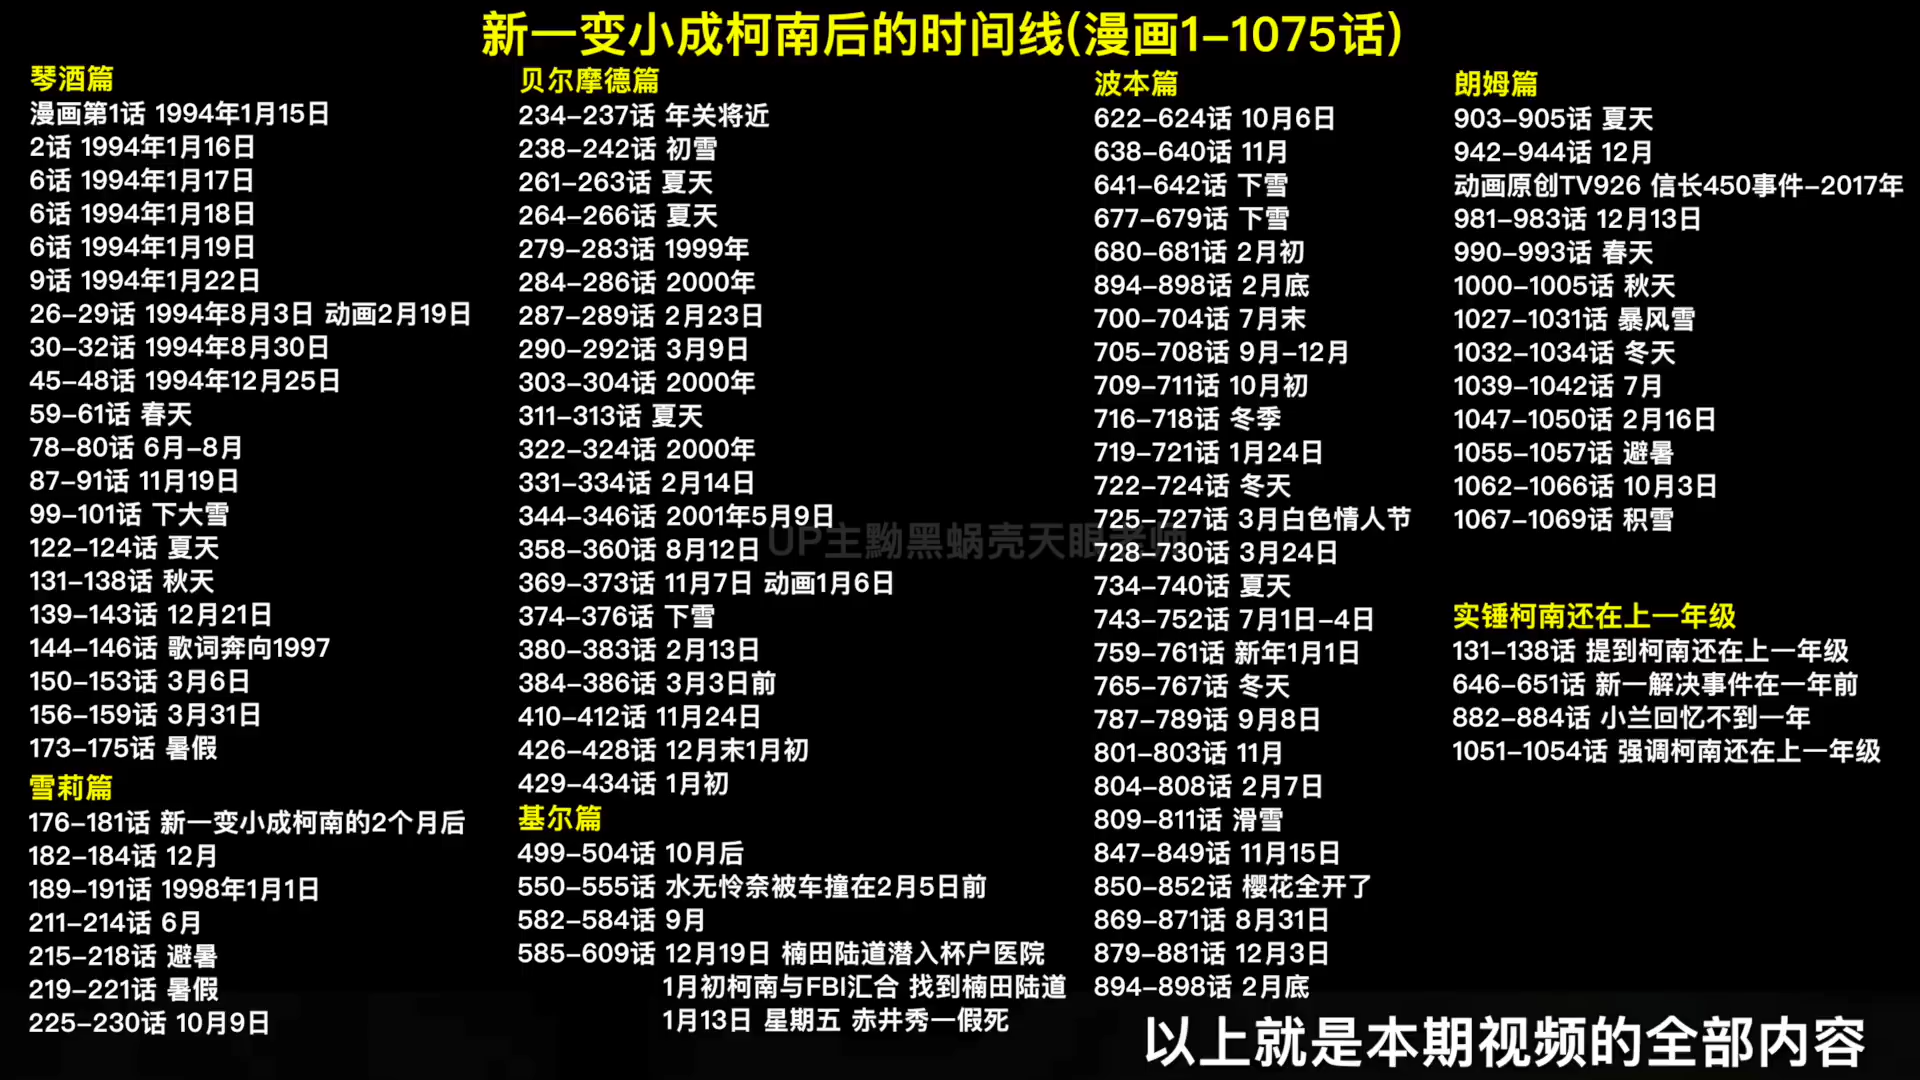 新一变小成柯南后的时间线(漫画1-1075话)
琴酒篇
漫画第1话 1994年1月15日
2话 1994年1月16日
6话 1994年1月17日
6话 1994年1月18日
6话 1994年1月19日
9话 1994年1月22日
26-29话 1994年8月3日 动画2月19日
30-32话 1994年8月30日
45-48话 1994年12月25日
59-61话 春天
78-80话 6月-8月
87-91话 11月19日
99-101话 下大雪
122-124话 夏天
131-138话 秋天
139-143话 12月21日
144-146话 歌词奔向1997
150-153话 3月6日
156-159话 3月31日
173-175话 暑假
雪莉篇
176-181话 新一变小成柯南的2个月后
182-184话 12月
189-191话 1998年1月1日
211-214话 6月
215-218话 避暑
219-221话 暑假
225-230话 10月9日
贝尔摩德篇
234-237话 年关将近
238-242话 初雪
261-263话 夏天
264-266话 夏天
279-283话 1999年
284-286话 2000年
287-289话 2月23日
290-292话 3月9日
303-304话 2000年
311-313话 夏天
322-324话 2000年
331-334话 2月14日
344-346话 2001年5月9日
358-360话 8月12日
369-373话 11月7日 动画1月6日
374-376话 下雪
380-383话 2月13日
384-386话 3月3日前
410-412话 11月24日
426-428话 12月末1月初
429-434话 1月初
基尔篇
499-504话 10月后
550-555话 水无怜奈被车撞在2月5日前
582-584话 9月
585-609话 12月19日 楠田陆道潜入杯户医院
1月初柯南与FBI汇合 找到楠田陆道
1月13日 星期五 赤井秀一假死
波本篇
622-624话 10月6日
638-640话 11月
641-642话 下雪
677-679话 下雪
680-681话 2月初
894-898话 2月底
700-704话 7月末
705-708话 9月-12月
709-711话 10月初
716-718话 冬季
719-721话 1月24日
722-724话 冬天
725-727话 3月白色情人节
728-730话 3月24日
734-740话 夏天
743-752话 7月1日-4日
759-761话 新年1月1日
765-767话 冬天
787-789话 9月8日
801-803话 11月
804-808话 2月7日
809-811话 滑雪
847-849话 11月15日
850-852话 樱花全开了
869-871话 8月31日
879-881话 12月3日
894-898话 2月底
朗姆篇
903-905话 夏天
942-944话 12月
动画原创TV926 信长450事件-2017年
981-983话 12月13日
990-993话 春天
1000-1005话 秋天
1027-1031话 暴风雪
1032-1034话 冬天
1039-1042话 7月
1047-1050话 2月16日
1055-1057话 避暑
1062-1066话 10月3日
1067-1069话 积雪
实锤柯南还在上一年级
131-138话 提到柯南还在上一年级
646-651话 新一解决事件在一年前
882-884话 小兰回忆不到一年
1051-1054话 强调柯南还在上一年级
UP主黝黑蜗壳天眼老师
以上就是本期视频的全部内容